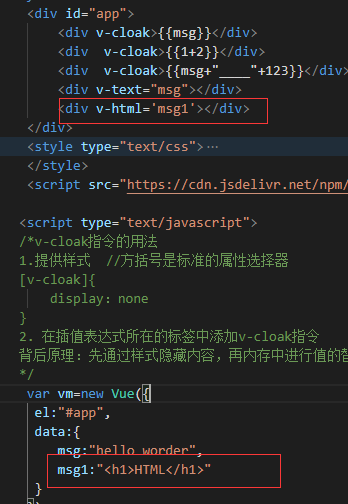 <div id="app">
<div v-cloak>{{msg}}</div>
<div  v-cloak>{{1+2}}</div>
<div  v-cloak>{{msg+"____"+123}}</div>
<div v-text="msg"></div>
<div v-html='msg1'></div>
</div>
<style type="text/css">…
</style>
<script src="https://cdn.jsdelivr.net/npm/
<script type="text/javascript">
/*v-cloak指令的用法
1.提供样式  //方括号是标准的属性选择器
[v-cloak]{
display：none
}
2. 在插值表达式所在的标签中添加v-cloak指令
背后原理：先通过样式隐藏内容，再内存中进行值的替
*/
var vm=new Vue({
el:"#app",
data:{
msg:"hello worder",
msg1:"<h1>HTML</h1>"
}